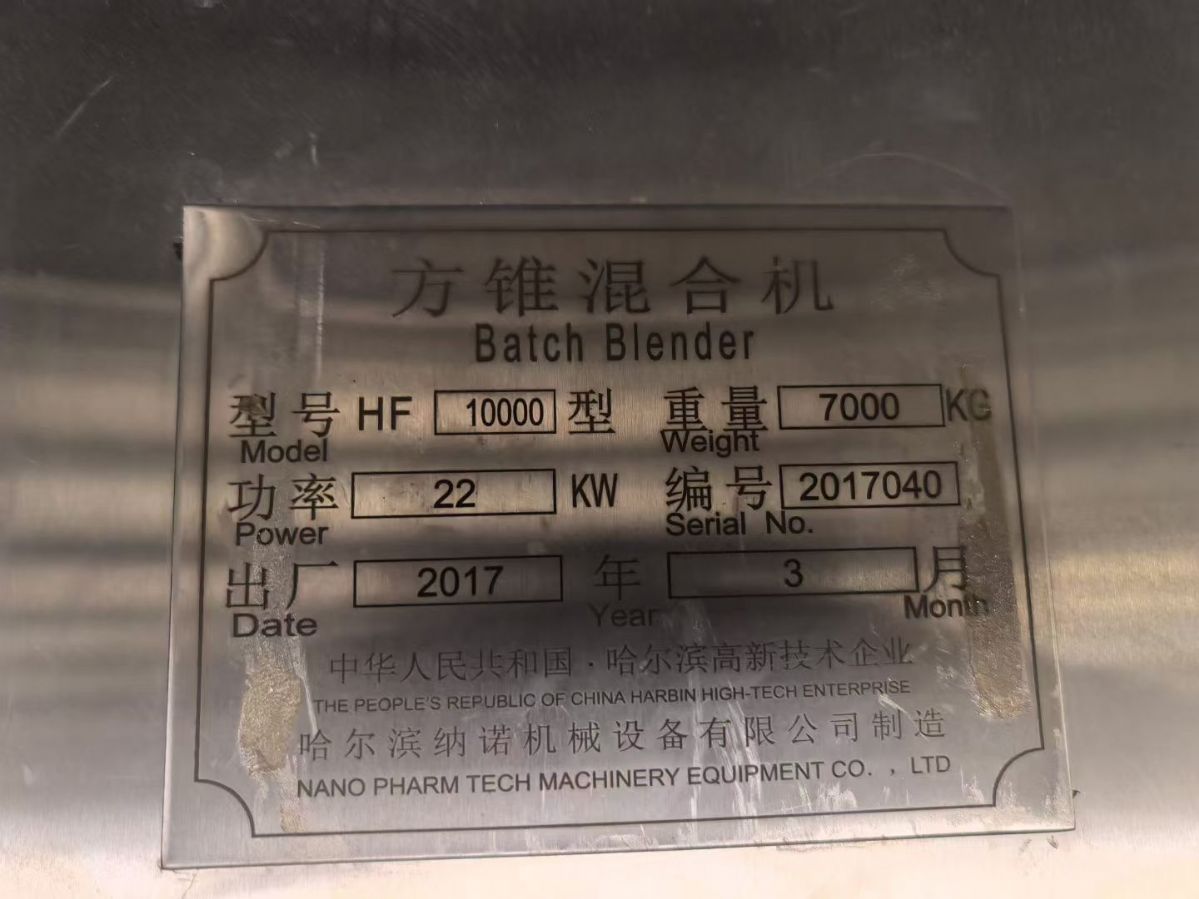 方锥混合机
Batch Blender
型号 HF 10000 型 重量 7000 KG
Model Weight
功率 22 KW 编号 2017040
Power Serial No.
出厂 2017 年 3 月
Date Year Month
中华人民共和国·哈尔滨高新技术企业
THE PEOPLE'S REPUBLIC OF CHINA HARBIN HIGH-TECH ENTERPRISE
哈尔滨纳诺机械设备有限公司制造
NANO PHARM TECH MACHINERY EQUIPMENT CO. , LTD